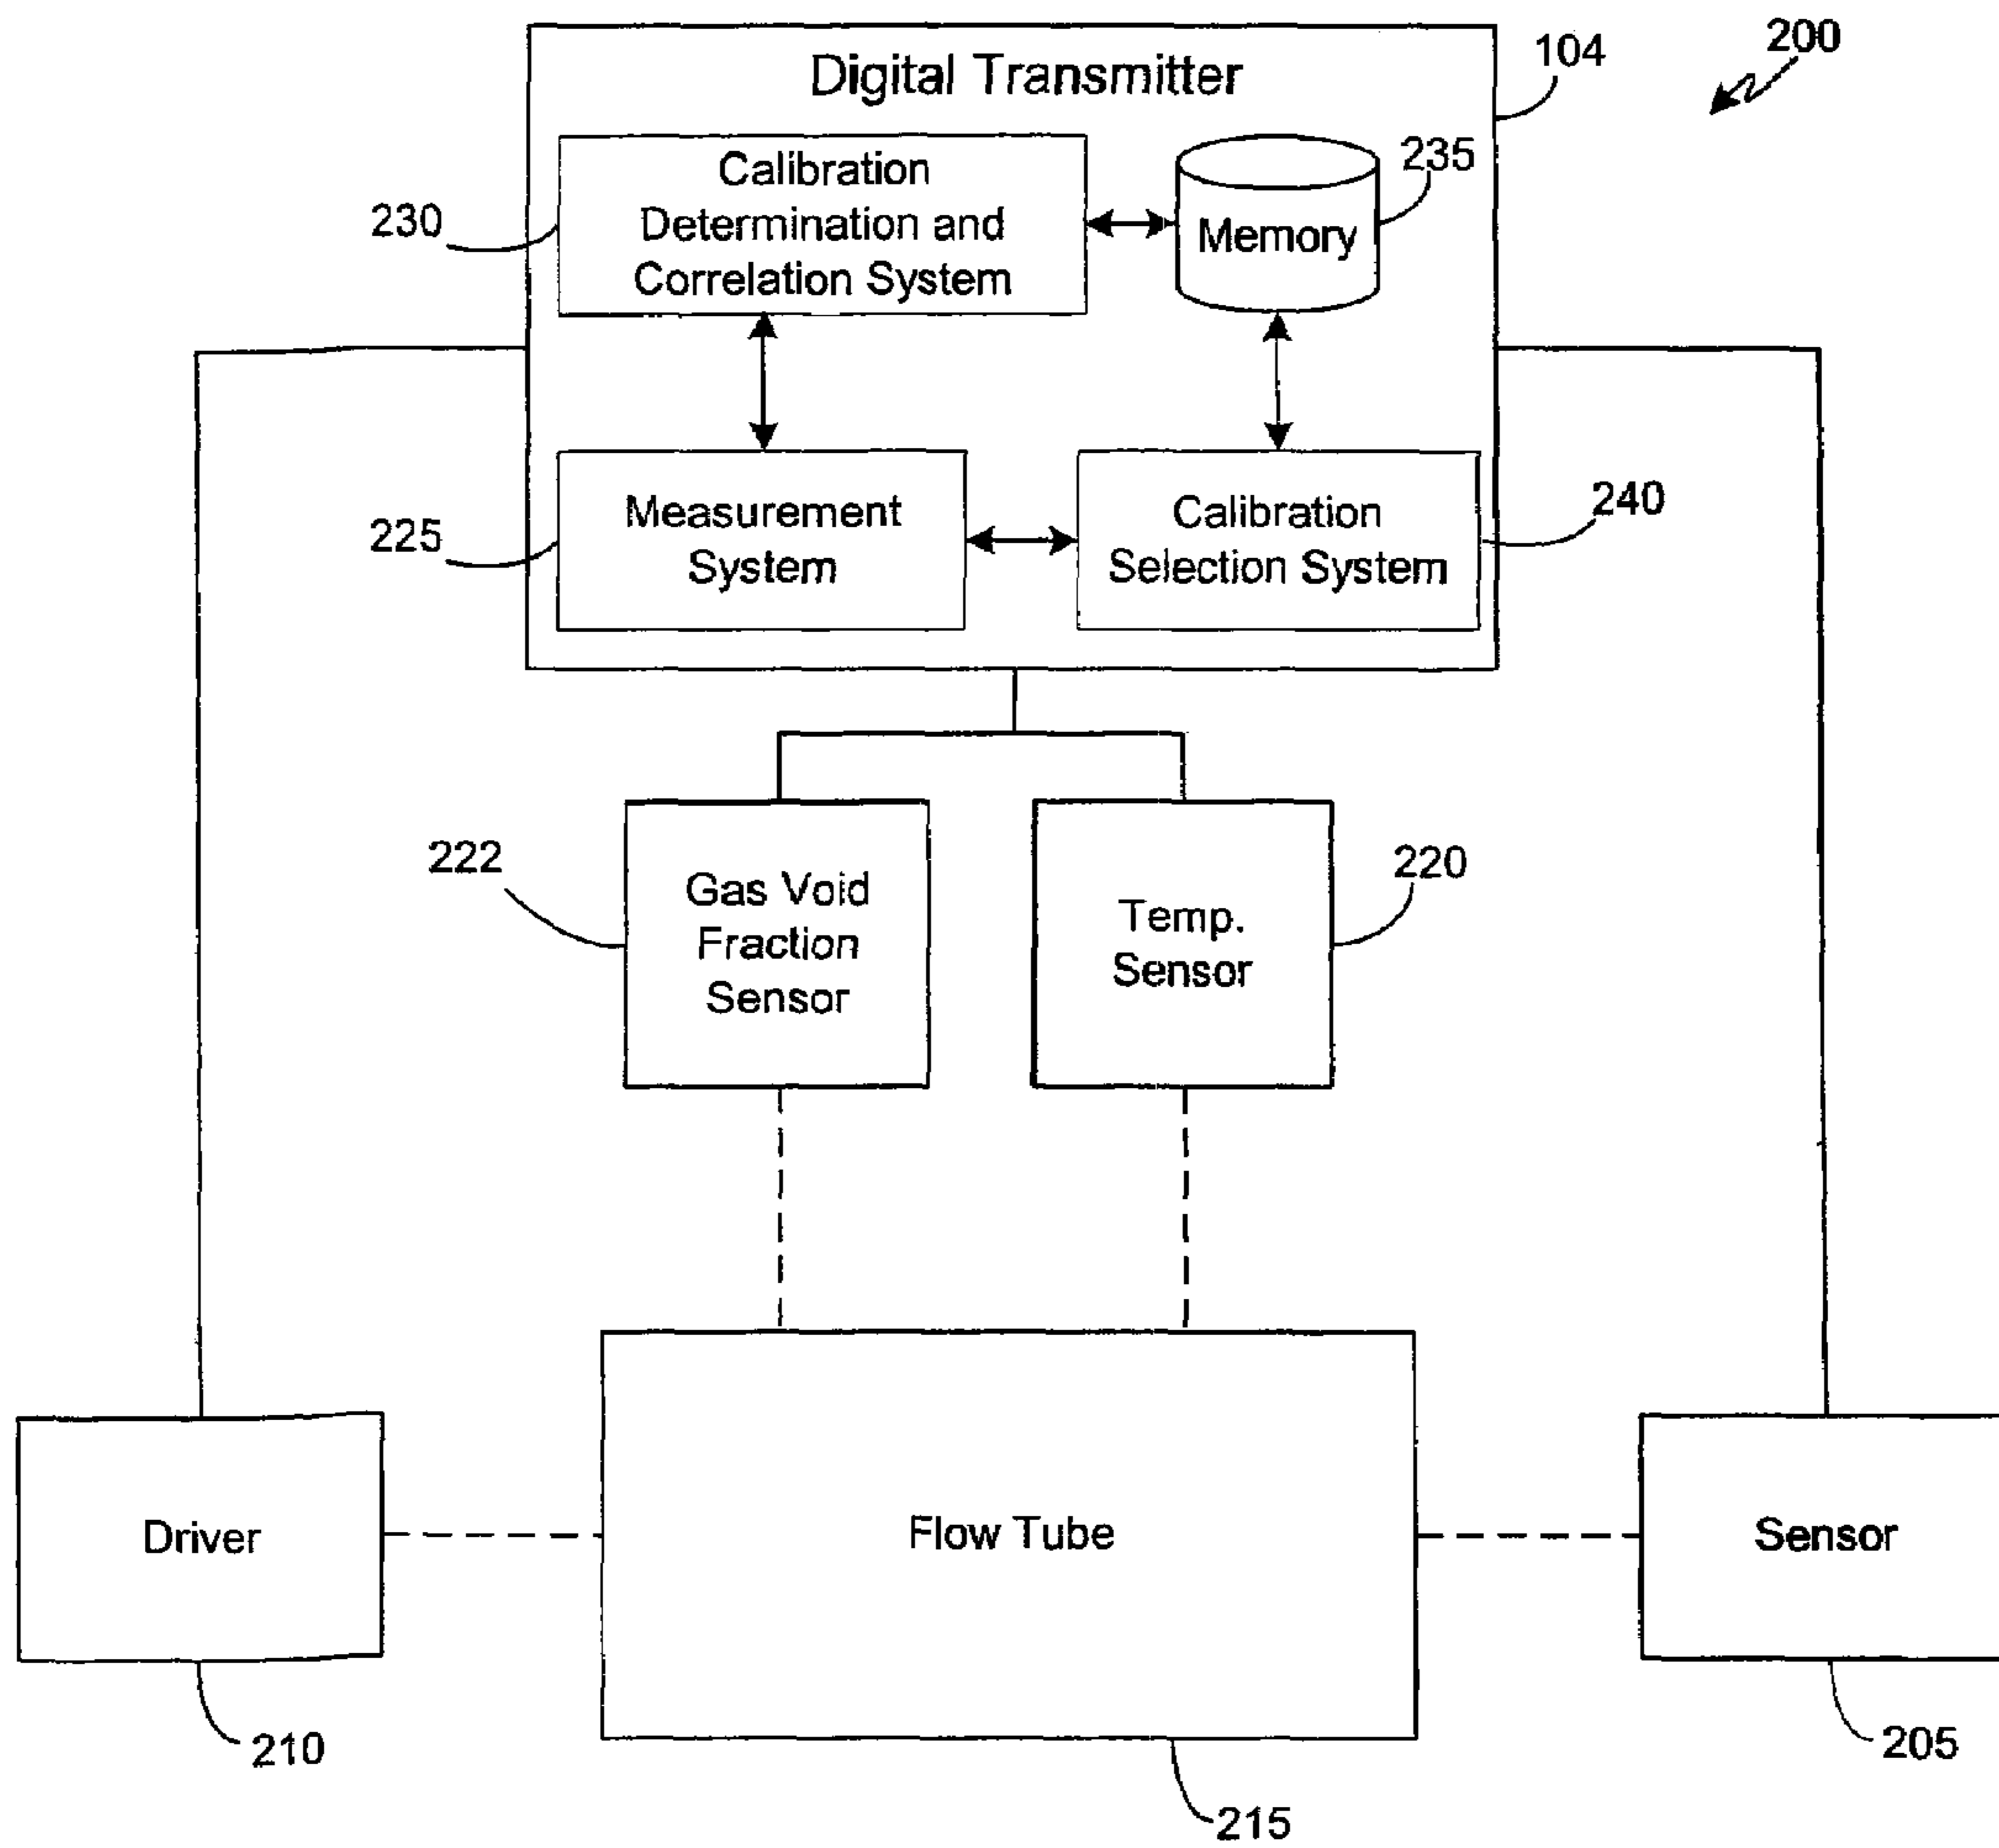 200
104
Digital Transmitter
Calibration
Determination and
Correlation System
235
Memory
230
Measurement
System
225
Calibration
Selection System
240
222
Gas Void
Fraction
Sensor
Temp.
Sensor
220
Driver
Flow Tube
Sensor
210
215
205